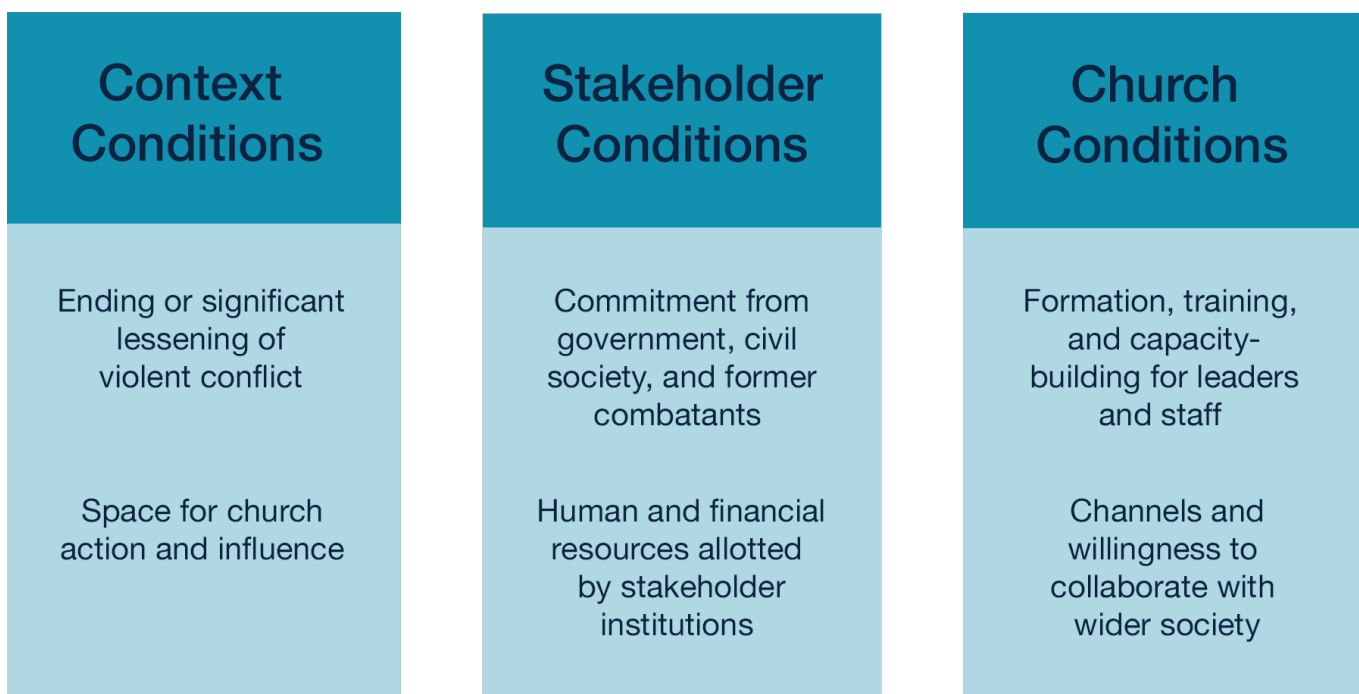 Context
Conditions
Ending or significant
lessening of
violent conflict
Space for church
action and influence
Stakeholder
Conditions
Commitment from
government, civil
society, and former
combatants
Human and financial
resources allotted
by stakeholder
institutions
Church
Conditions
Formation, training,
and capacity-
building for leaders
and staff
Channels and
willingness to
collaborate with
wider society